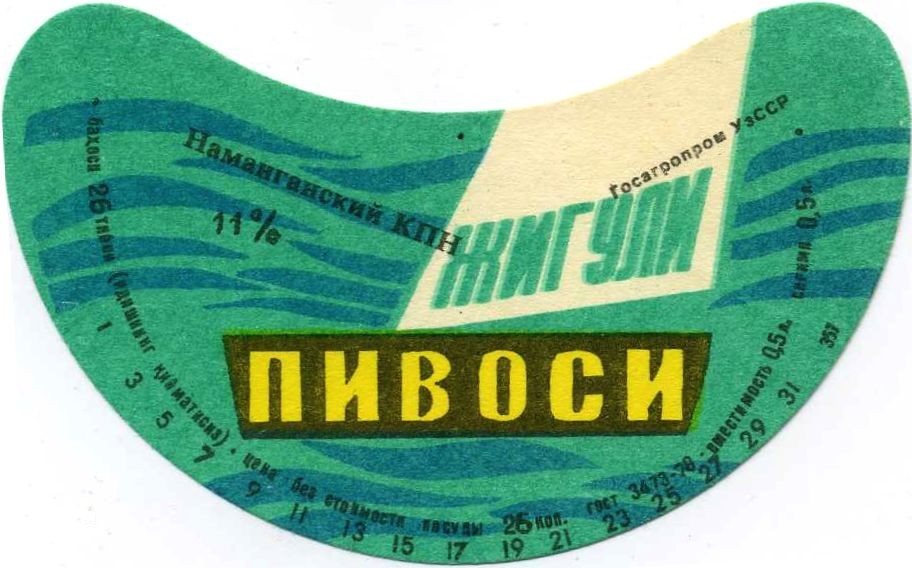 Госагропром УзССР
Наманганский КПН
11%
ЖИГУЛИ
ПИВОСИ
• баҳоси 26 тийин (идишинг қийматисиз) • цена без стоимости посуды 26 коп. ГОСТ 3473-78 • вместимость 0,5 л. сиғими 0,5 л. •
1 3 5 7 9 11 13 15 17 19 21 23 25 27 29 31
357